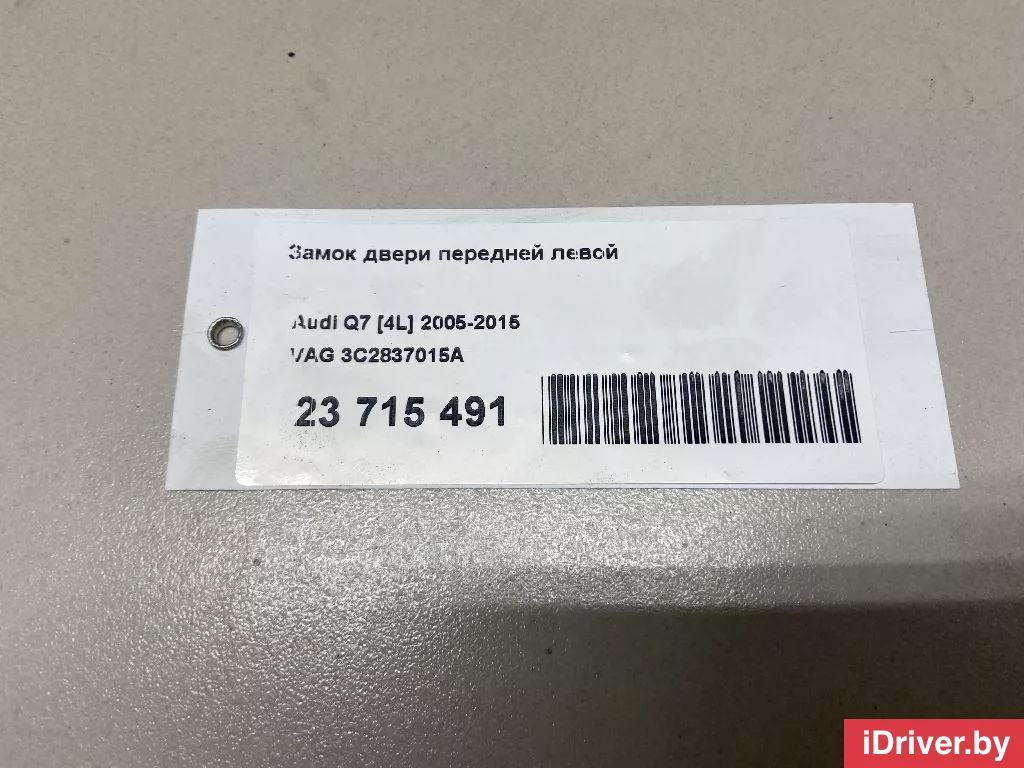 Замок двери передней левой
Audi Q7 [4L] 2005-2015
VAG 3C2837015A
23 715 491
iDriver.by